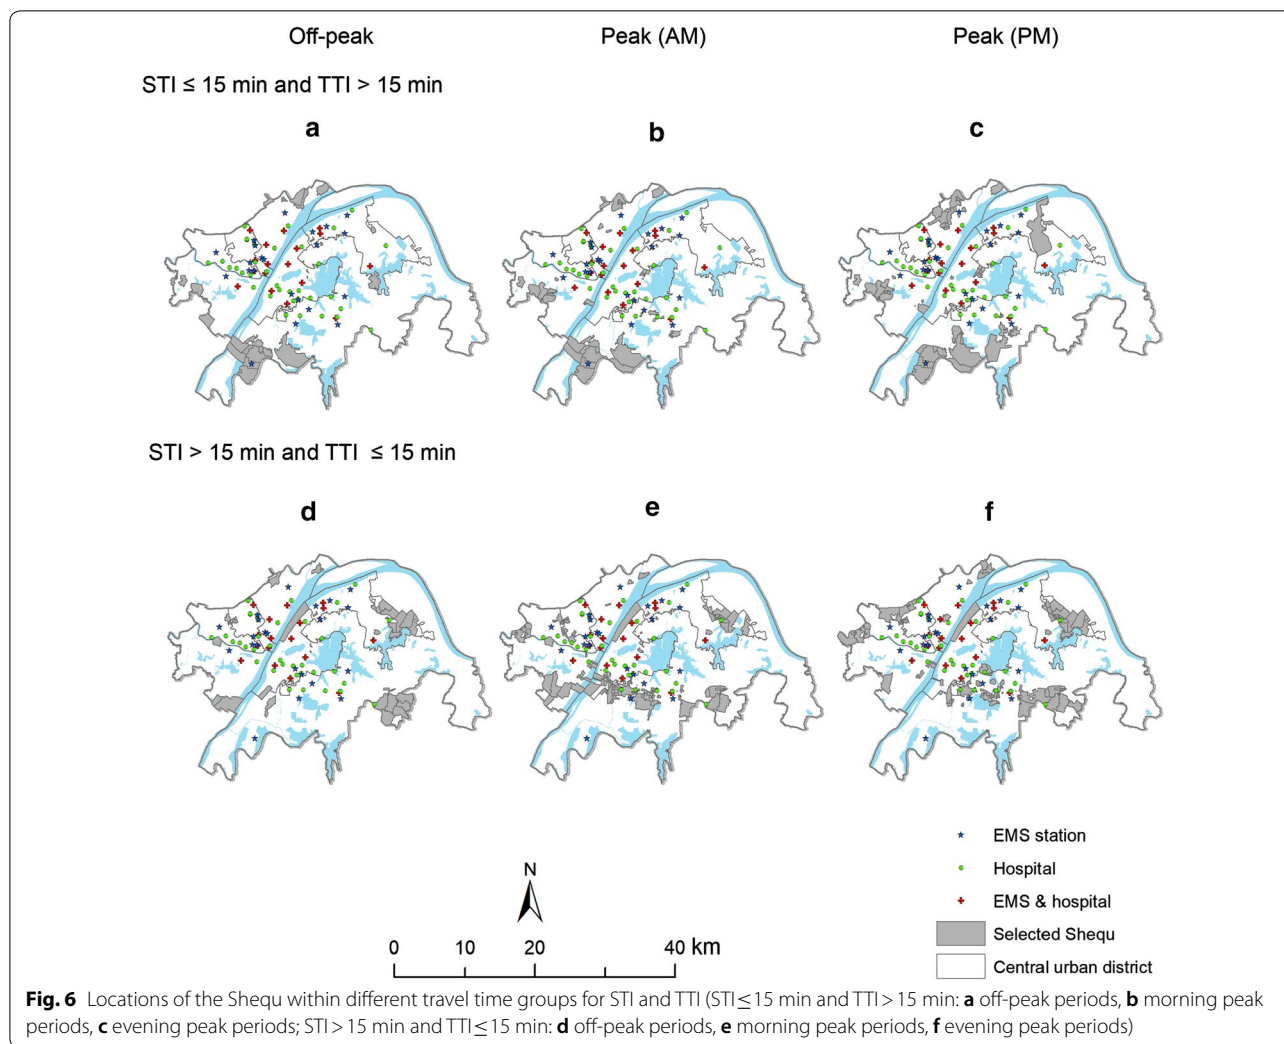 Off-peak Peak (AM) Peak (PM)
STI ≤ 15 min and TTI > 15 min
a b c
STI > 15 min and TTI ≤ 15 min
d e f
EMS station
Hospital
EMS & hospital
Selected Shequ
Central urban district
N
0 10 20 40 km
Fig. 6 Locations of the Shequ within different travel time groups for STI and TTI (STI ≤ 15 min and TTI > 15 min: a off-peak periods, b morning peak
periods, c evening peak periods; STI > 15 min and TTI ≤ 15 min: d off-peak periods, e morning peak periods, f evening peak periods)